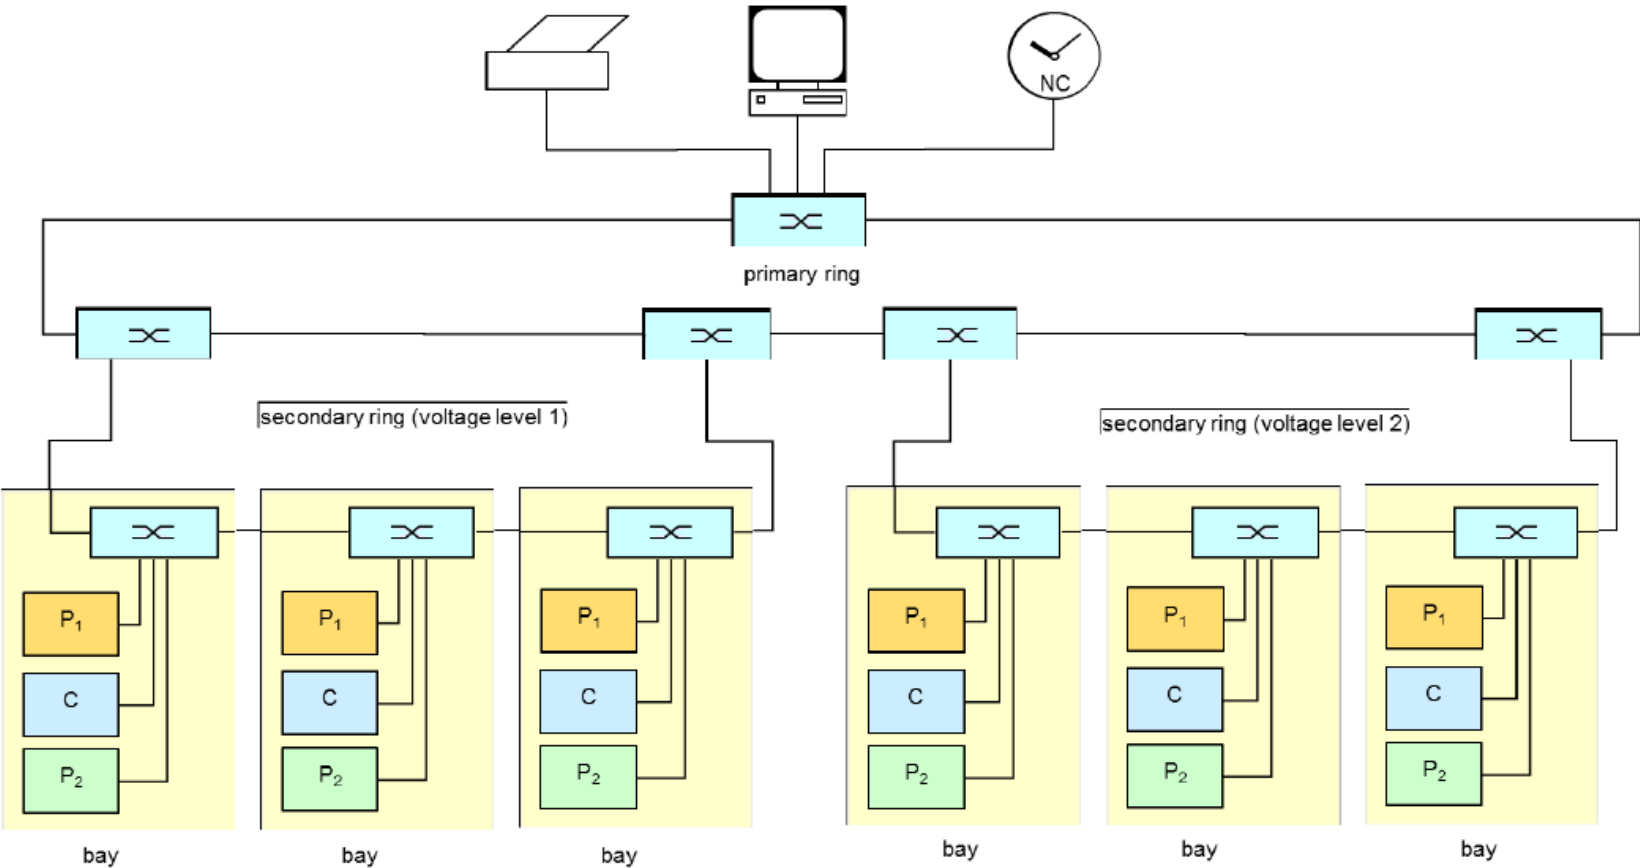 NC
primary ring
secondary ring (voltage level 1)
secondary ring (voltage level 2)
P₁
P₁
P₁
P₁
P₁
P₁
C
C
C
C
C
C
P₂
P₂
P₂
P₂
P₂
P₂
bay
bay
bay
bay
bay
bay